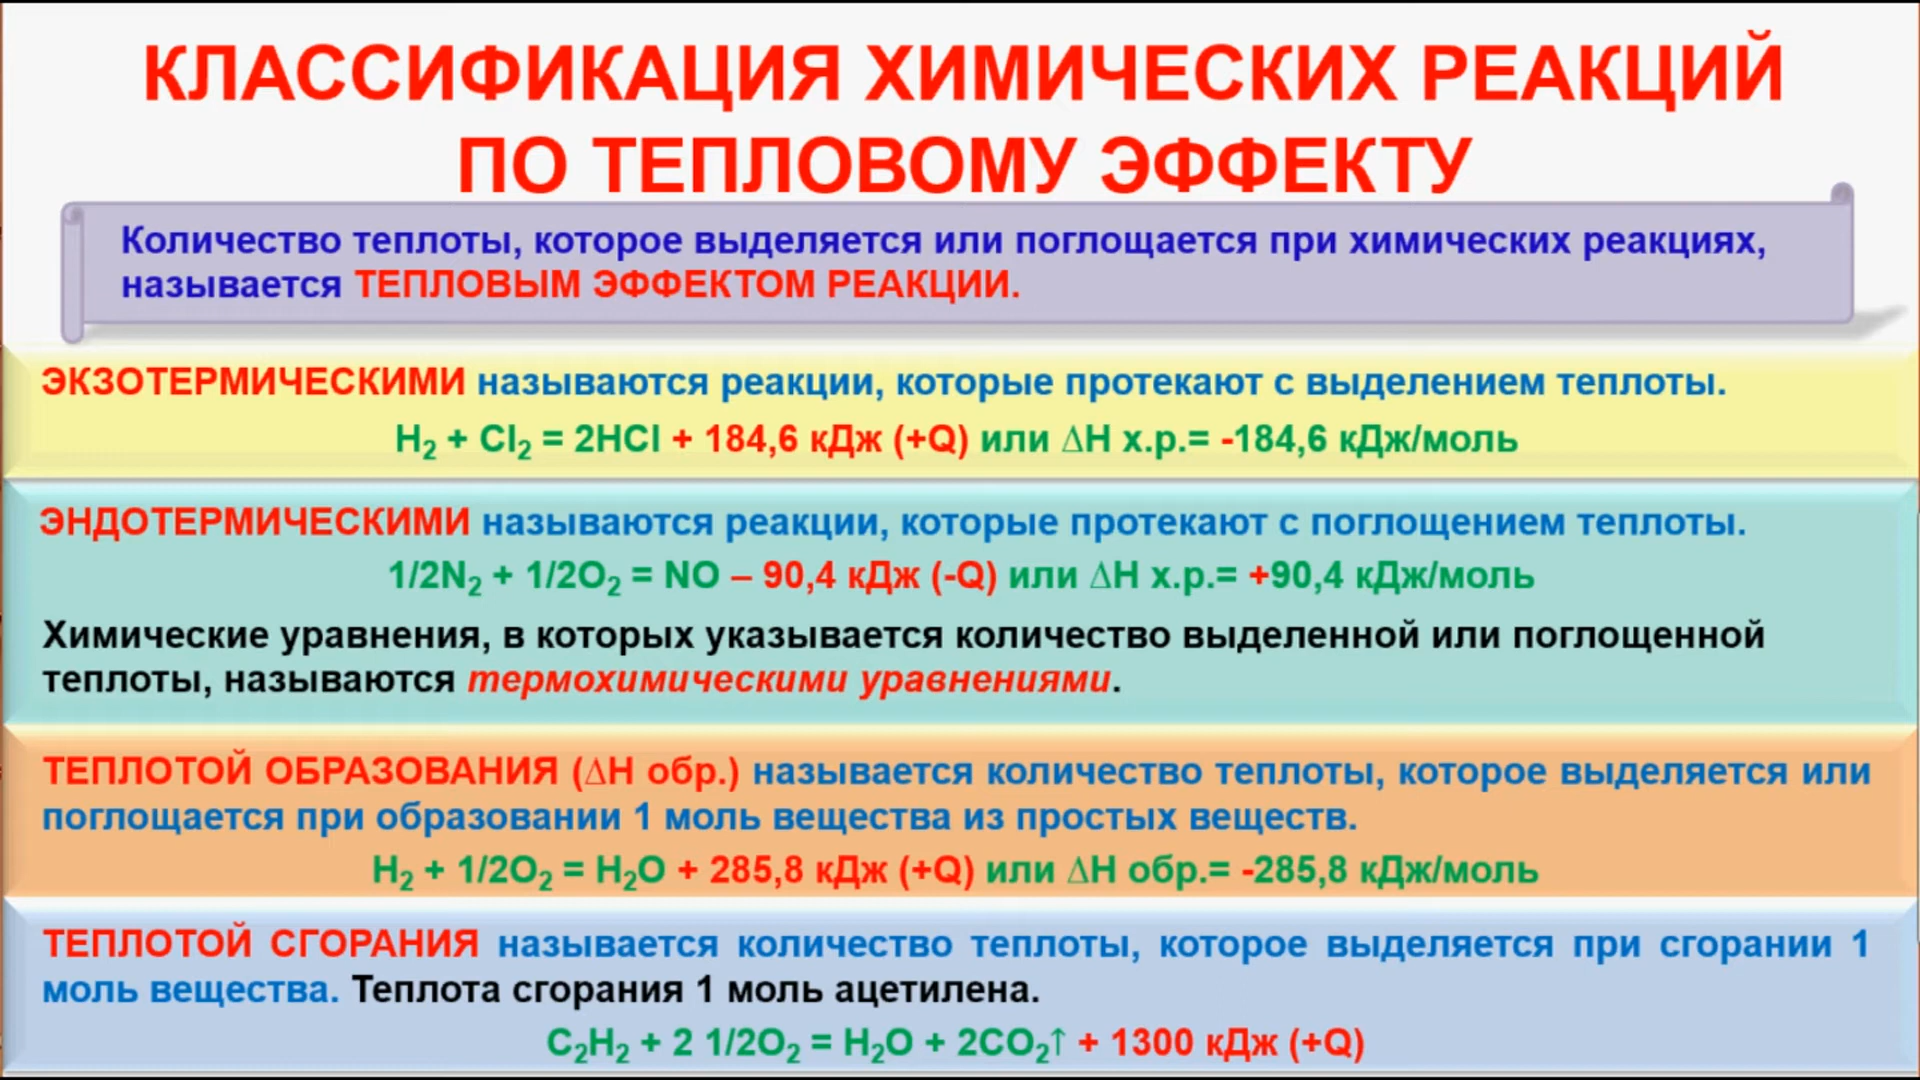 КЛАССИФИКАЦИЯ ХИМИЧЕСКИХ РЕАКЦИЙ
ПО ТЕПЛОВОМУ ЭФФЕКТУ
Количество теплоты, которое выделяется или поглощается при химических реакциях,
называется ТЕПЛОВЫМ ЭФФЕКТОМ РЕАКЦИИ.
ЭКЗОТЕРМИЧЕСКИМИ называются реакции, которые протекают с выделением теплоты.
H₂ + Cl₂ = 2HCl + 184,6 кДж (+Q) или ∆H х.р.= -184,6 кДж/моль
ЭНДОТЕРМИЧЕСКИМИ называются реакции, которые протекают с поглощением теплоты.
1/2N₂ + 1/2O₂ = NO – 90,4 кДж (-Q) или ∆H х.р.= +90,4 кДж/моль
Химические уравнения, в которых указывается количество выделенной или поглощенной
теплоты, называются термохимическими уравнениями.
ТЕПЛОТОЙ ОБРАЗОВАНИЯ (∆H обр.) называется количество теплоты, которое выделяется или
поглощается при образовании 1 моль вещества из простых веществ.
H₂ + 1/2O₂ = H₂O + 285,8 кДж (+Q) или ∆H обр.= -285,8 кДж/моль
ТЕПЛОТОЙ СГОРАНИЯ называется количество теплоты, которое выделяется при сгорании 1
моль вещества. Теплота сгорания 1 моль ацетилена.
C₂H₂ + 2 1/2O₂ = H₂O + 2CO₂↑ + 1300 кДж (+Q)